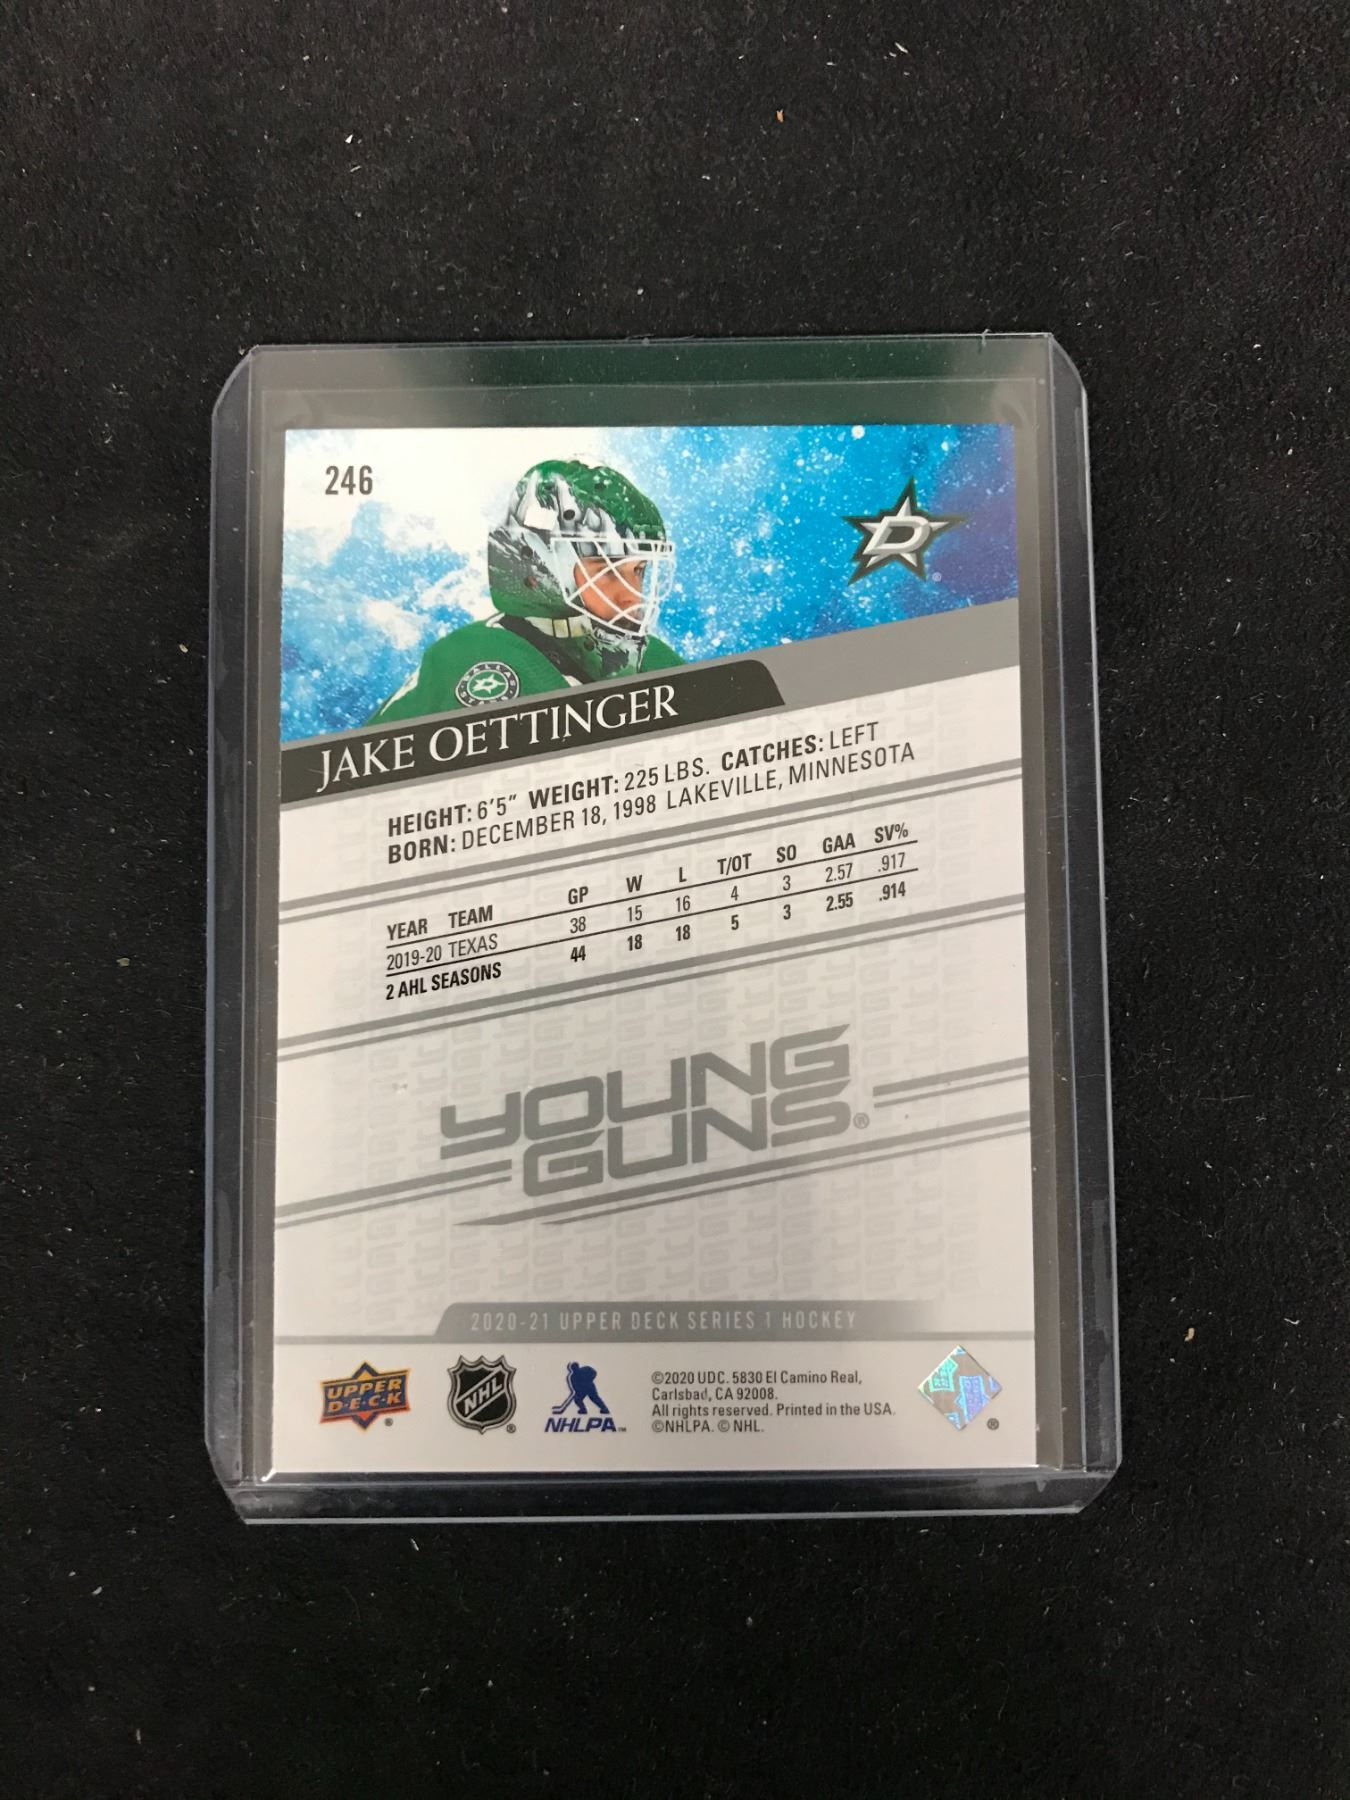 246
D
DALLAS STARS
JAKE OETTINGER
HEIGHT: 6'5" WEIGHT: 225 LBS. CATCHES: LEFT
BORN: DECEMBER 18, 1998 LAKEVILLE, MINNESOTA
YEAR TEAM GP W L T/OT SO GAA SV%
2019-20 TEXAS 38 15 16 4 3 2.57 .917
2 AHL SEASONS 44 18 18 5 3 2.55 .914
YOUNG
GUNS®
2020-21 UPPER DECK SERIES 1 HOCKEY
UPPER
D·E·C·K ®
NHL ®
NHLPA™
©2020 UDC. 5830 El Camino Real,
Carlsbad, CA 92008.
All rights reserved. Printed in the USA.
©NHLPA. © NHL.
®